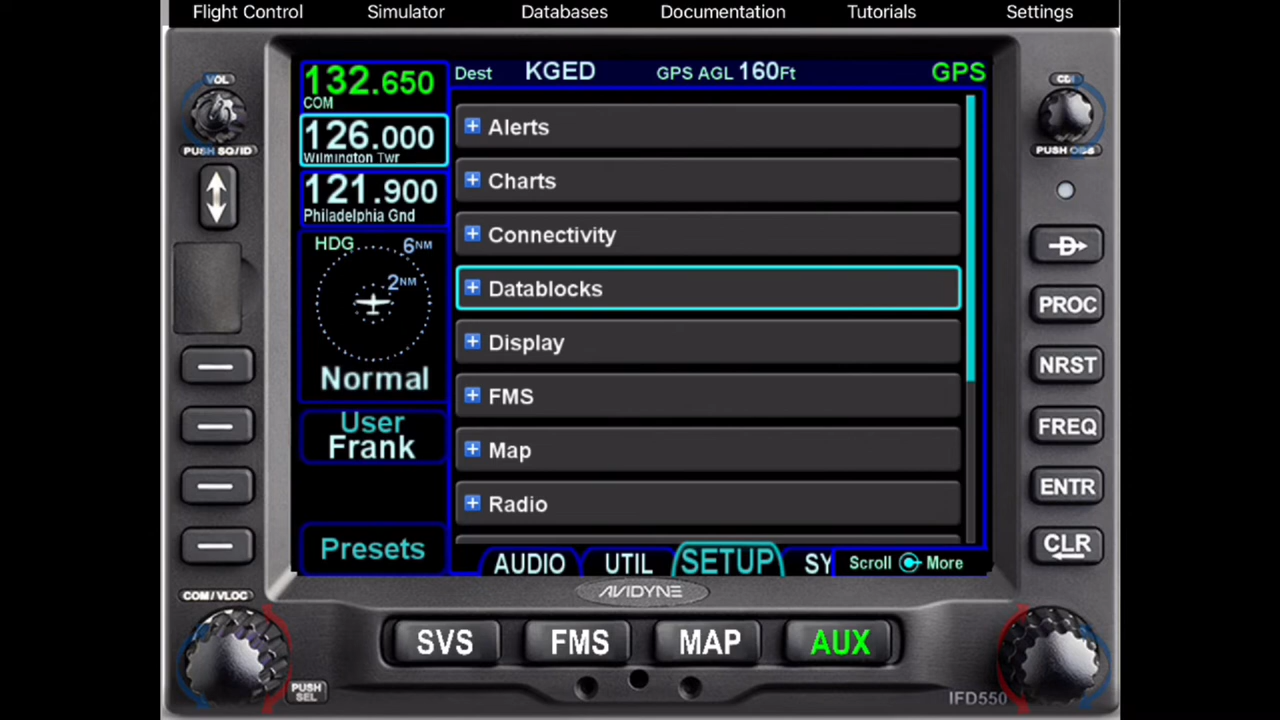 Flight Control Simulator Databases Documentation Tutorials Settings
VOL
PUSH SQ/ID
132.650
COM
126.000
Wilmington Twr
121.900
Philadelphia Gnd
HDG 6NM
2NM
Normal
User
Frank
Presets
Dest KGED GPS AGL 160Ft GPS
Alerts
Charts
Connectivity
Datablocks
Display
FMS
Map
Radio
AUDIO UTIL SETUP SY Scroll More
CDI
PUSH OBS
D
PROC
NRST
FREQ
ENTR
CLR
AVIDYNE
COM/VLOC
PUSH
SEL
SVS FMS MAP AUX
IFD550